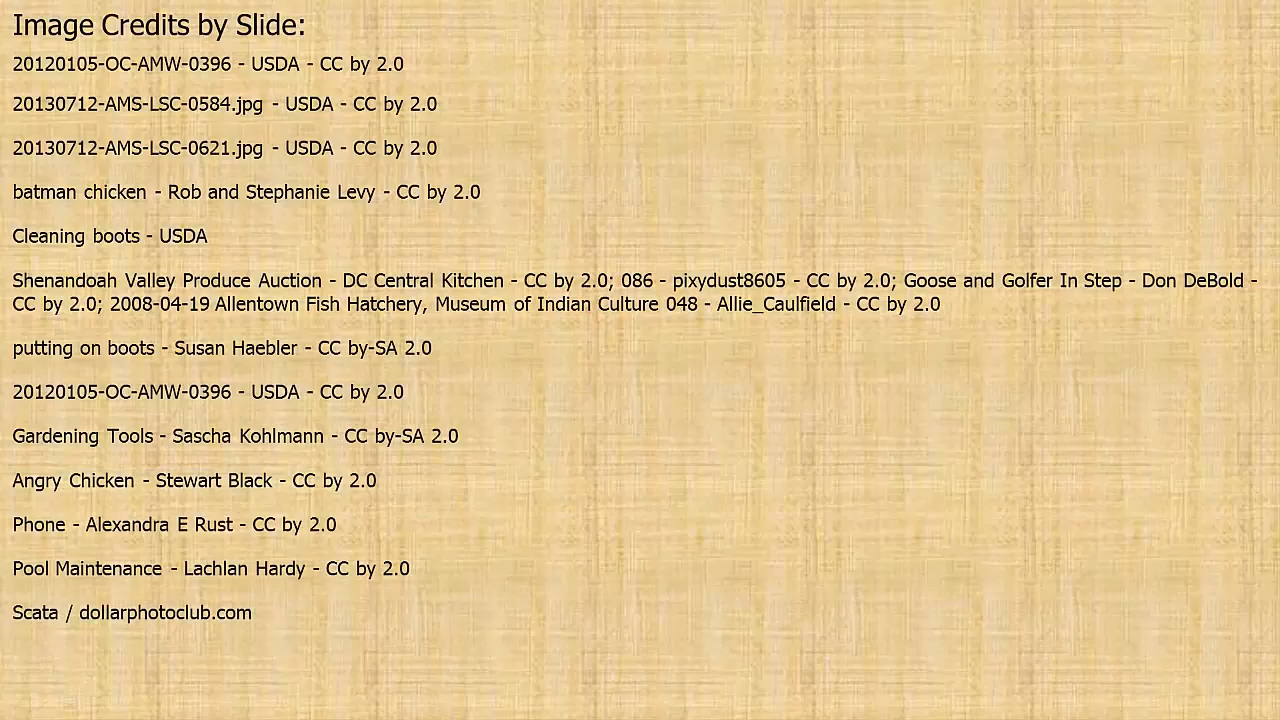 Image Credits by Slide:
20120105-OC-AMW-0396 - USDA - CC by 2.0
20130712-AMS-LSC-0584.jpg - USDA - CC by 2.0
20130712-AMS-LSC-0621.jpg - USDA - CC by 2.0
batman chicken - Rob and Stephanie Levy - CC by 2.0
Cleaning boots - USDA
Shenandoah Valley Produce Auction - DC Central Kitchen - CC by 2.0; 086 - pixydust8605 - CC by 2.0; Goose and Golfer In Step - Don DeBold -
CC by 2.0; 2008-04-19 Allentown Fish Hatchery, Museum of Indian Culture 048 - Allie_Caulfield - CC by 2.0
putting on boots - Susan Haebler - CC by-SA 2.0
20120105-OC-AMW-0396 - USDA - CC by 2.0
Gardening Tools - Sascha Kohlmann - CC by-SA 2.0
Angry Chicken - Stewart Black - CC by 2.0
Phone - Alexandra E Rust - CC by 2.0
Pool Maintenance - Lachlan Hardy - CC by 2.0
Scata / dollarphotoclub.com